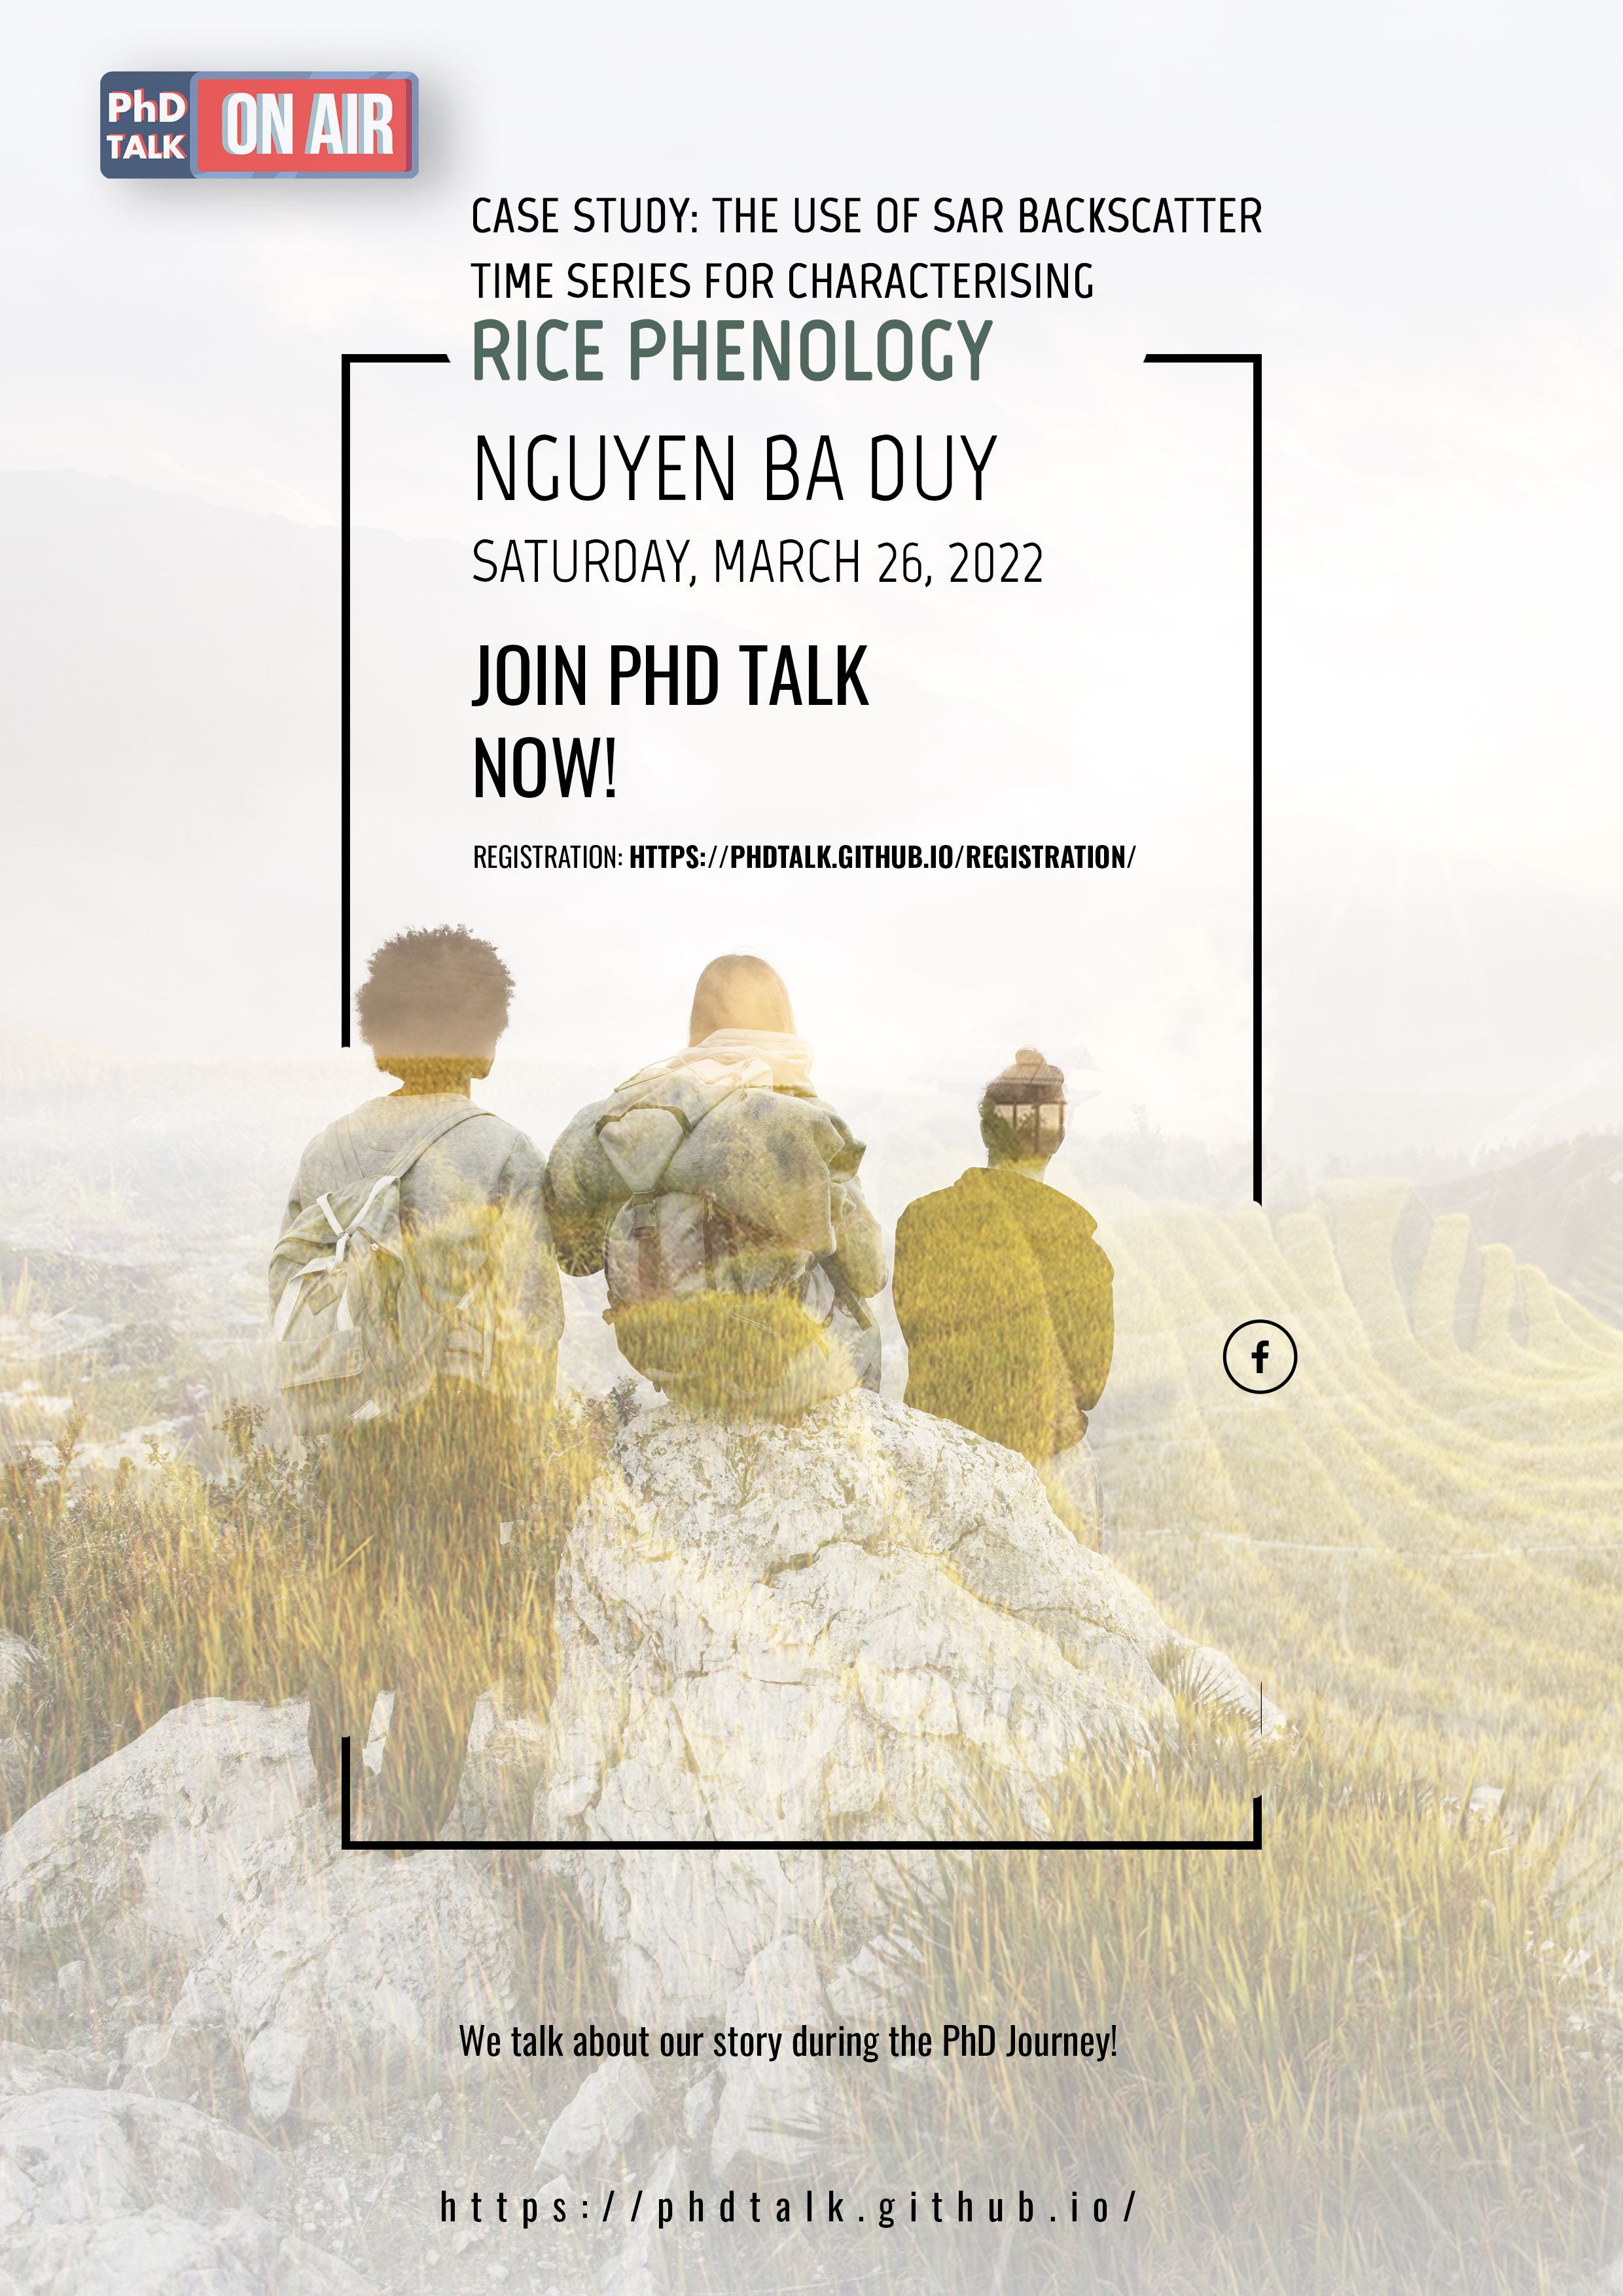 PhD
TALK
ON AIR
CASE STUDY: THE USE OF SAR BACKSCATTER
TIME SERIES FOR CHARACTERISING
RICE PHENOLOGY
NGUYEN BA DUY
SATURDAY, MARCH 26, 2022
JOIN PHD TALK
NOW!
REGISTRATION: HTTPS://PHDTALK.GITHUB.IO/REGISTRATION/
f
We talk about our story during the PhD Journey!
https://phdtalk.github.io/